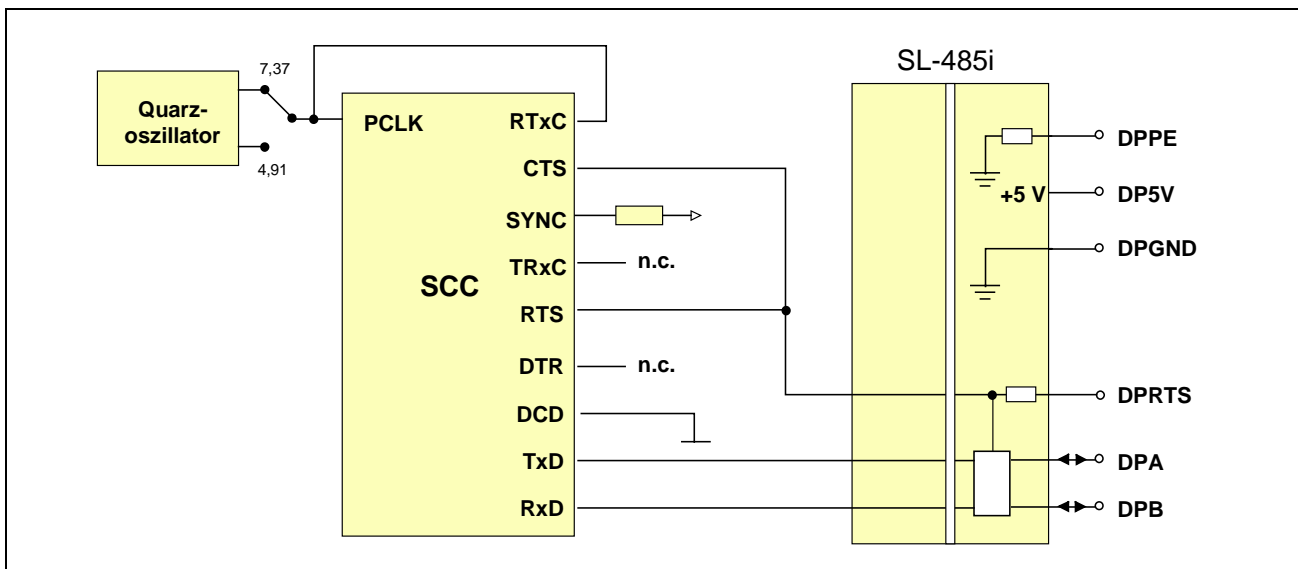 SL-485i
7,37
Quarz-
oszillator
4,91
PCLK
SCC
RTxC
CTS
SYNC
TRxC
n.c.
RTS
DTR
n.c.
DCD
TxD
RxD
DPPE
+5 V
DP5V
DPGND
DPRTS
DPA
DPB